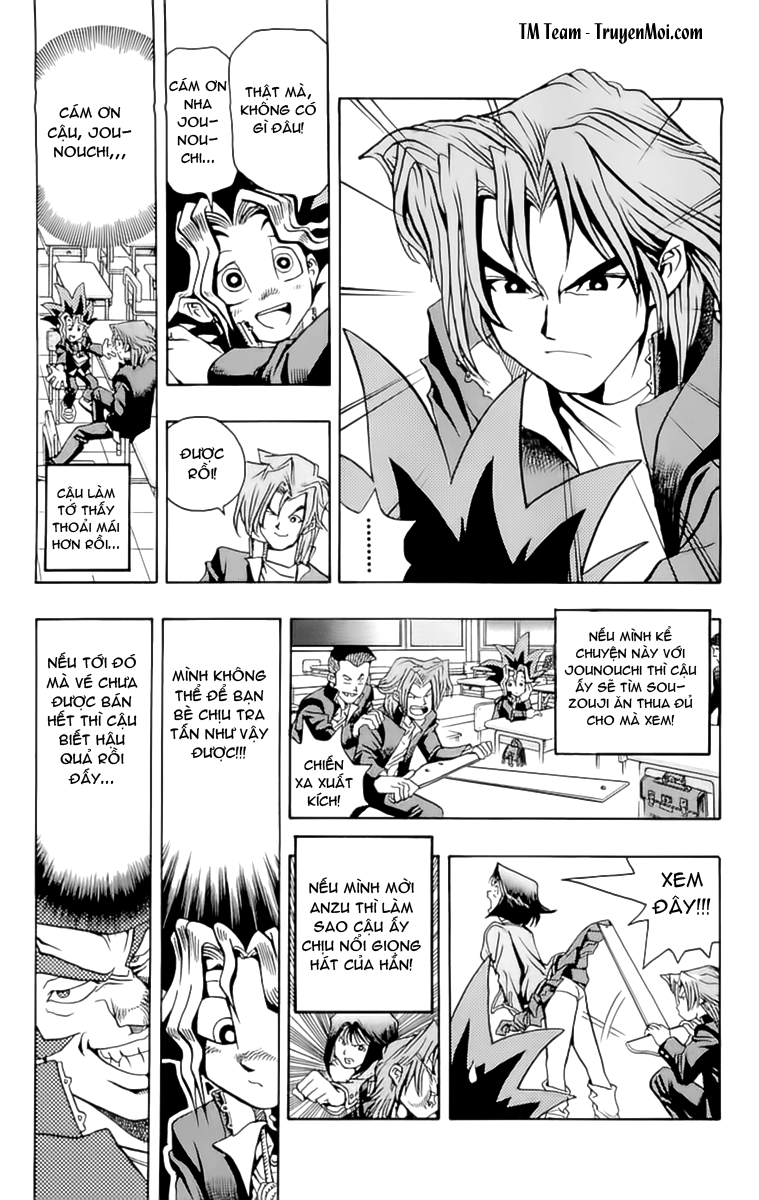 TM Team - TruyenMoi.com
THẬT MÀ,
KHÔNG CÓ
GÌ ĐÂU!
CÁM ƠN
NHA
JOU-
NOU-
CHI...
CÁM ƠN
CẬU, JOU-
NOUCHI,,,
ĐƯỢC
RỒI!
CẬU LÀM
TỚ THẤY
THOẢI MÁI
HƠN RỒI...
NẾU MÌNH KỂ
CHUYỆN NÀY VỚI
JOUNOUCHI THÌ CẬU
ẤY SẼ TÌM SOU-
ZOUJI ĂN THUA ĐỦ
CHO MÀ XEM!
CHIẾN
XA XUẤT
KÍCH!
XEM
ĐÂY!!!
NẾU MÌNH MỜI
ANZU THÌ LÀM
SAO CẬU ẤY
CHỊU NỔI GIỌNG
HÁT CỦA HẮN!
MÌNH KHÔNG
THỂ ĐỂ BẠN
BÈ CHỊU TRA
TẤN NHƯ VẬY
ĐƯỢC!!!
NẾU TỚI ĐÓ
MÀ VÉ CHƯA
ĐƯỢC BÁN
HẾT THÌ CẬU
BIẾT HẬU
QUẢ RỒI
ĐẤY...